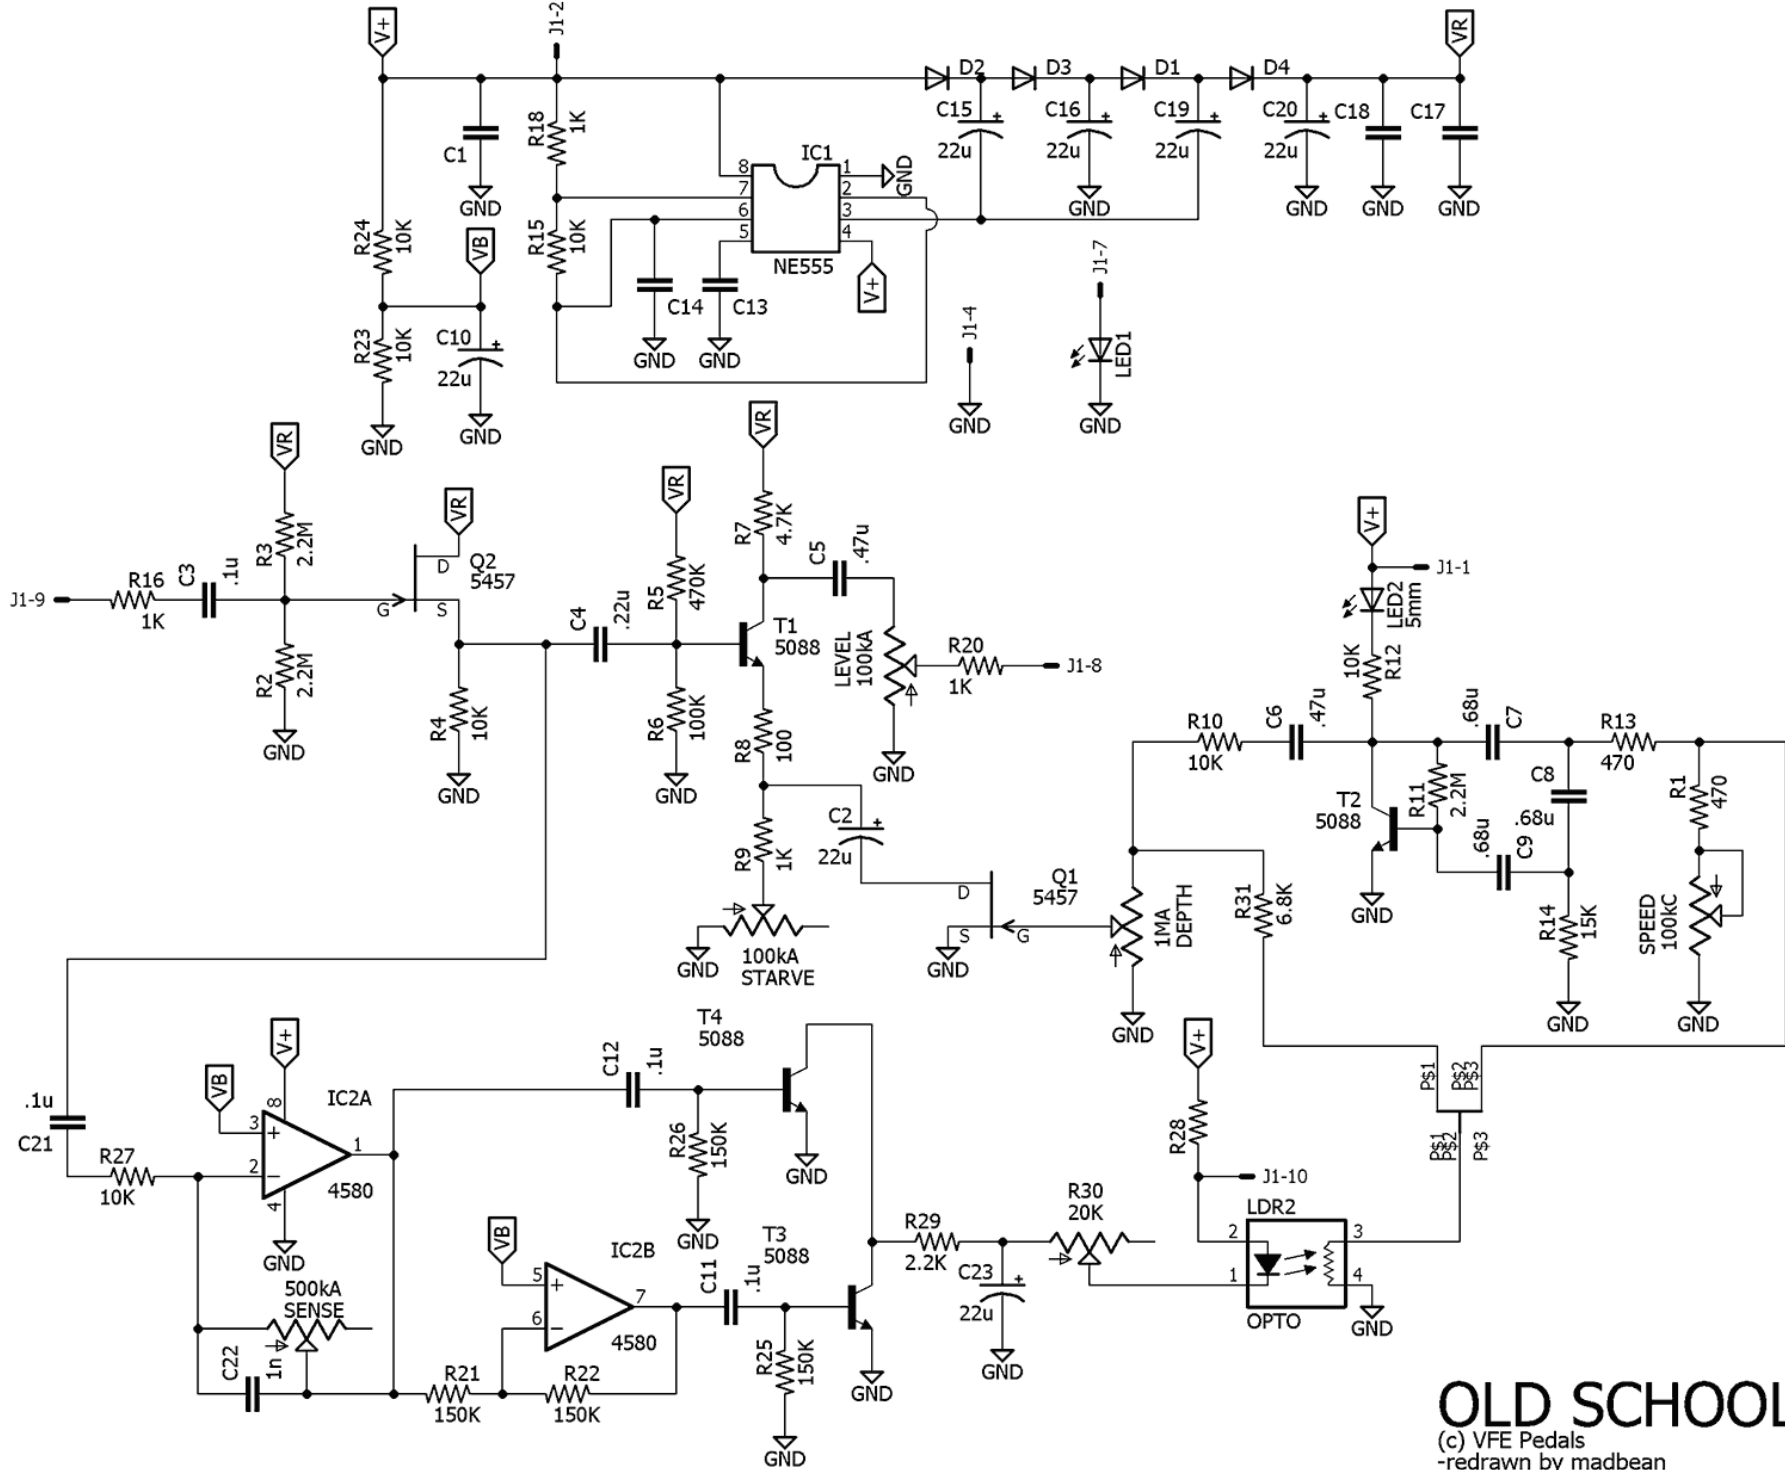 V+
J1-2
VR
D2
D3
D1
D4
C15
22u
C16
22u
C19
22u
C20
22u
C18
C17
R18
1K
C1
IC1
8
7
6
5
1
2
3
4
GND
NE555
V+
GND
GND
GND
GND
GND
R24
10K
VB
R15
10K
C14
C13
GND
GND
J1-7
J1-4
LED1
GND
GND
R23
10K
C10
22u
GND
GND
VR
VR
VR
VR
R3
2.2M
Q2
5457
D
S
G
J1-9
R16
1K
C3
.1u
R2
2.2M
GND
R4
10K
GND
C4
.22u
R5
470K
R6
100K
GND
R7
4.7K
C5
.47u
T1
5088
LEVEL
100kA
R20
1K
J1-8
GND
R8
100
R9
1K
C2
22u
GND
100kA
STARVE
Q1
5457
D
S
G
GND
1MA
DEPTH
GND
V+
J1-1
LED2
5mm
10K
R12
R10
10K
C6
.47u
.68u
C7
R13
470
R11
2.2M
T2
5088
GND
C8
.68u
.68u
C9
R14
15K
GND
R1
470
SPEED
100kC
GND
R31
6.8K
P$1
P$2
P$3
P$1
P$2
P$3
.1u
C21
R27
10K
VB
V+
IC2A
8
3
+
2
-
1
4
4580
GND
500kA
SENSE
C22
1n
R21
150K
R22
150K
VB
IC2B
5
+
6
-
7
4580
T4
5088
C12
.1u
R26
150K
GND
GND
C11
.1u
T3
5088
R25
150K
GND
GND
R29
2.2K
C23
22u
GND
R30
20K
V+
R28
J1-10
LDR2
2
1
3
4
OPTO
GND
OLD SCHOOL
(c) VFE Pedals
-redrawn by madbean